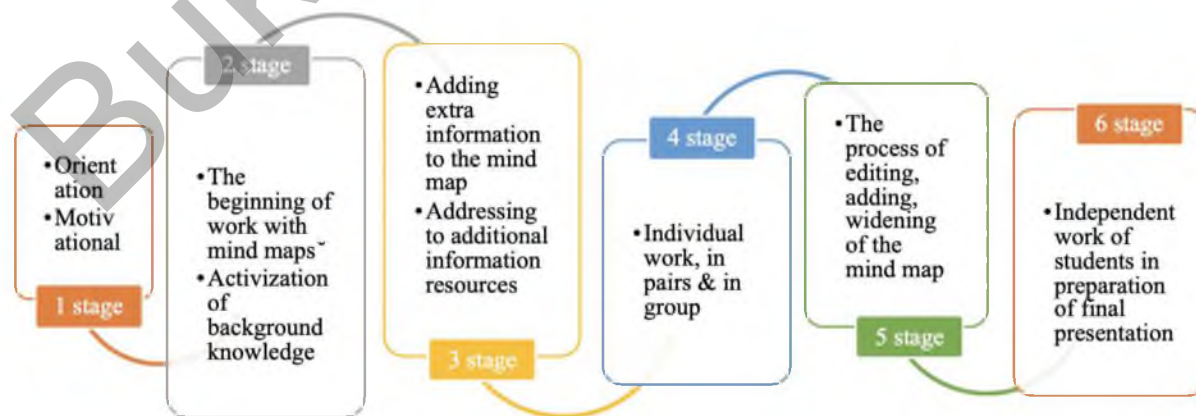 •Orient
ation
•Motiv
ational
1 stage
2 stage
•The
beginning of
work with
mind maps˘
•Activization
of
background
knowledge
•Adding
extra
information
to the mind
map
•Addressing
to additional
information
resources
3 stage
4 stage
•Individual
work, in
pairs & in
group
•The
process of
editing,
adding,
widening
of the
mind map
5 stage
6 stage
•Independent
work of
students in
preparation
of final
presentation